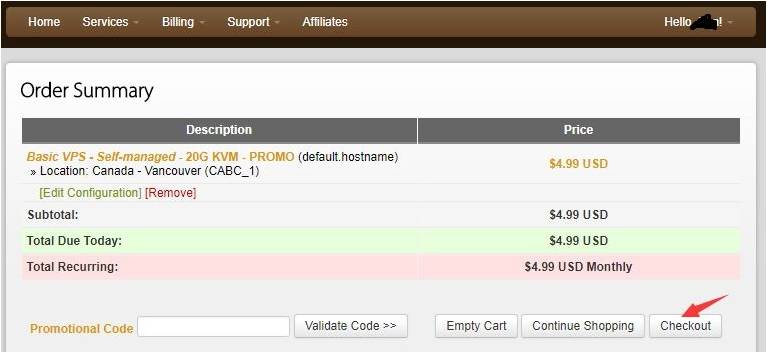 Home Services Billing Support Affiliates Hello !
Order Summary
Description Price
Basic VPS - Self-managed - 20G KVM - PROMO (default.hostname) $4.99 USD
» Location: Canada - Vancouver (CABC_1)
[Edit Configuration] [Remove]
Subtotal: $4.99 USD
Total Due Today: $4.99 USD
Total Recurring: $4.99 USD Monthly
Promotional Code Validate Code >> Empty Cart Continue Shopping Checkout